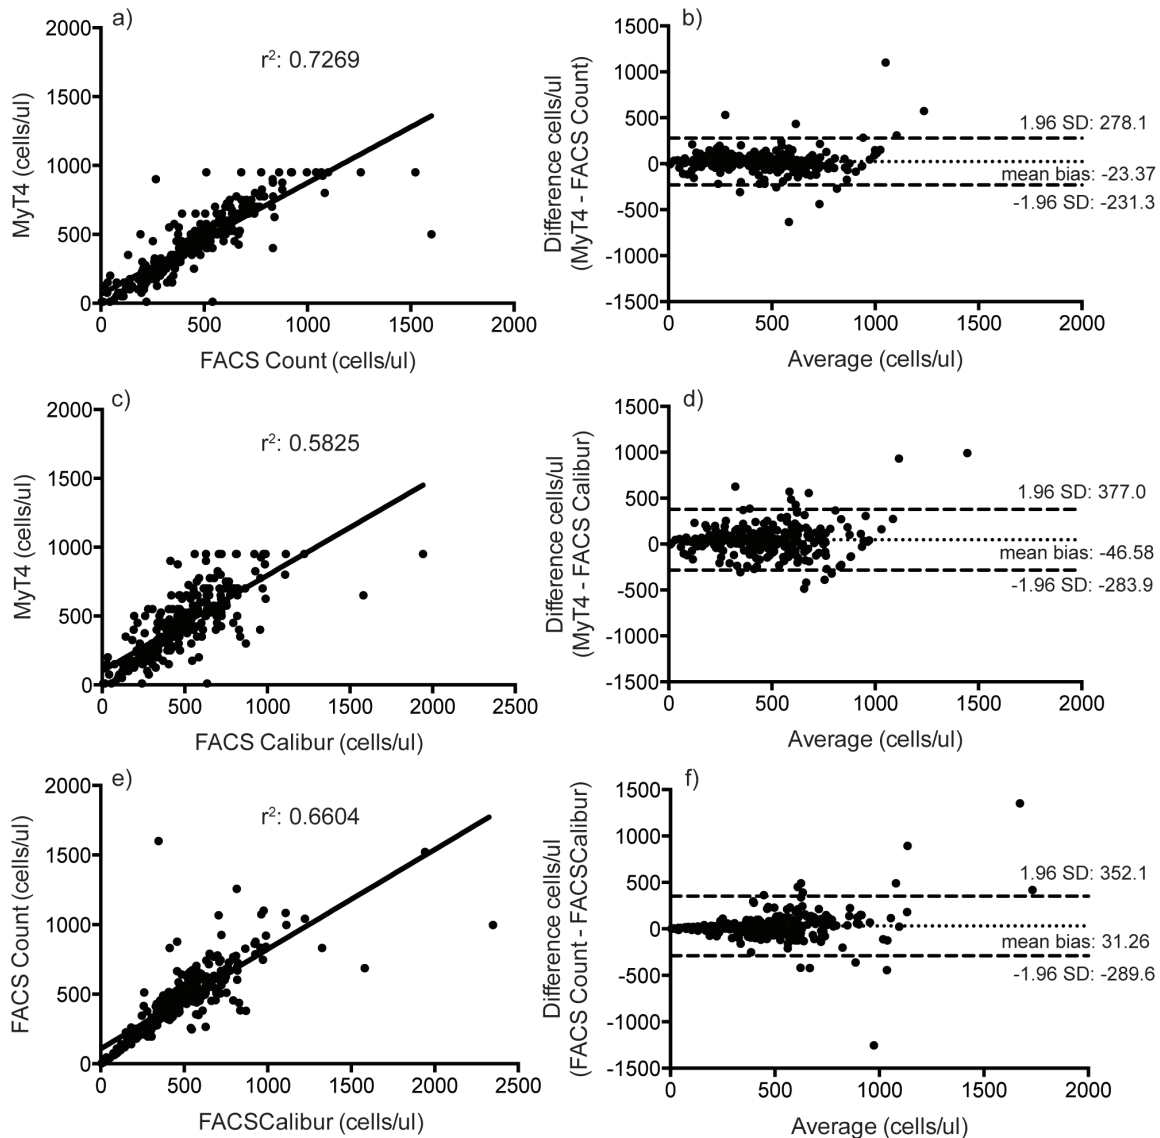 a)
r²: 0.7269
2000
1500
1000
500
0
MyT4 (cells/ul)
0 500 1000 1500 2000
FACS Count (cells/ul)
b)
1500
1000
500
0
-500
-1000
-1500
Difference cells/ul
(MyT4 - FACS Count)
1.96 SD: 278.1
mean bias: -23.37
-1.96 SD: -231.3
0 500 1000 1500 2000
Average (cells/ul)
c)
r²: 0.5825
2000
1500
1000
500
0
MyT4 (cells/ul)
0 500 1000 1500 2000 2500
FACS Calibur (cells/ul)
d)
1500
1000
500
0
-500
-1000
-1500
Difference cells/ul
(MyT4 - FACS Calibur)
1.96 SD: 377.0
mean bias: -46.58
-1.96 SD: -283.9
0 500 1000 1500 2000
Average (cells/ul)
e)
r²: 0.6604
2000
1500
1000
500
0
FACS Count (cells/ul)
0 500 1000 1500 2000 2500
FACSCalibur (cells/ul)
f)
1500
1000
500
0
-500
-1000
-1500
Difference cells/ul
(FACS Count - FACSCalibur)
1.96 SD: 352.1
mean bias: 31.26
-1.96 SD: -289.6
0 500 1000 1500 2000
Average (cells/ul)